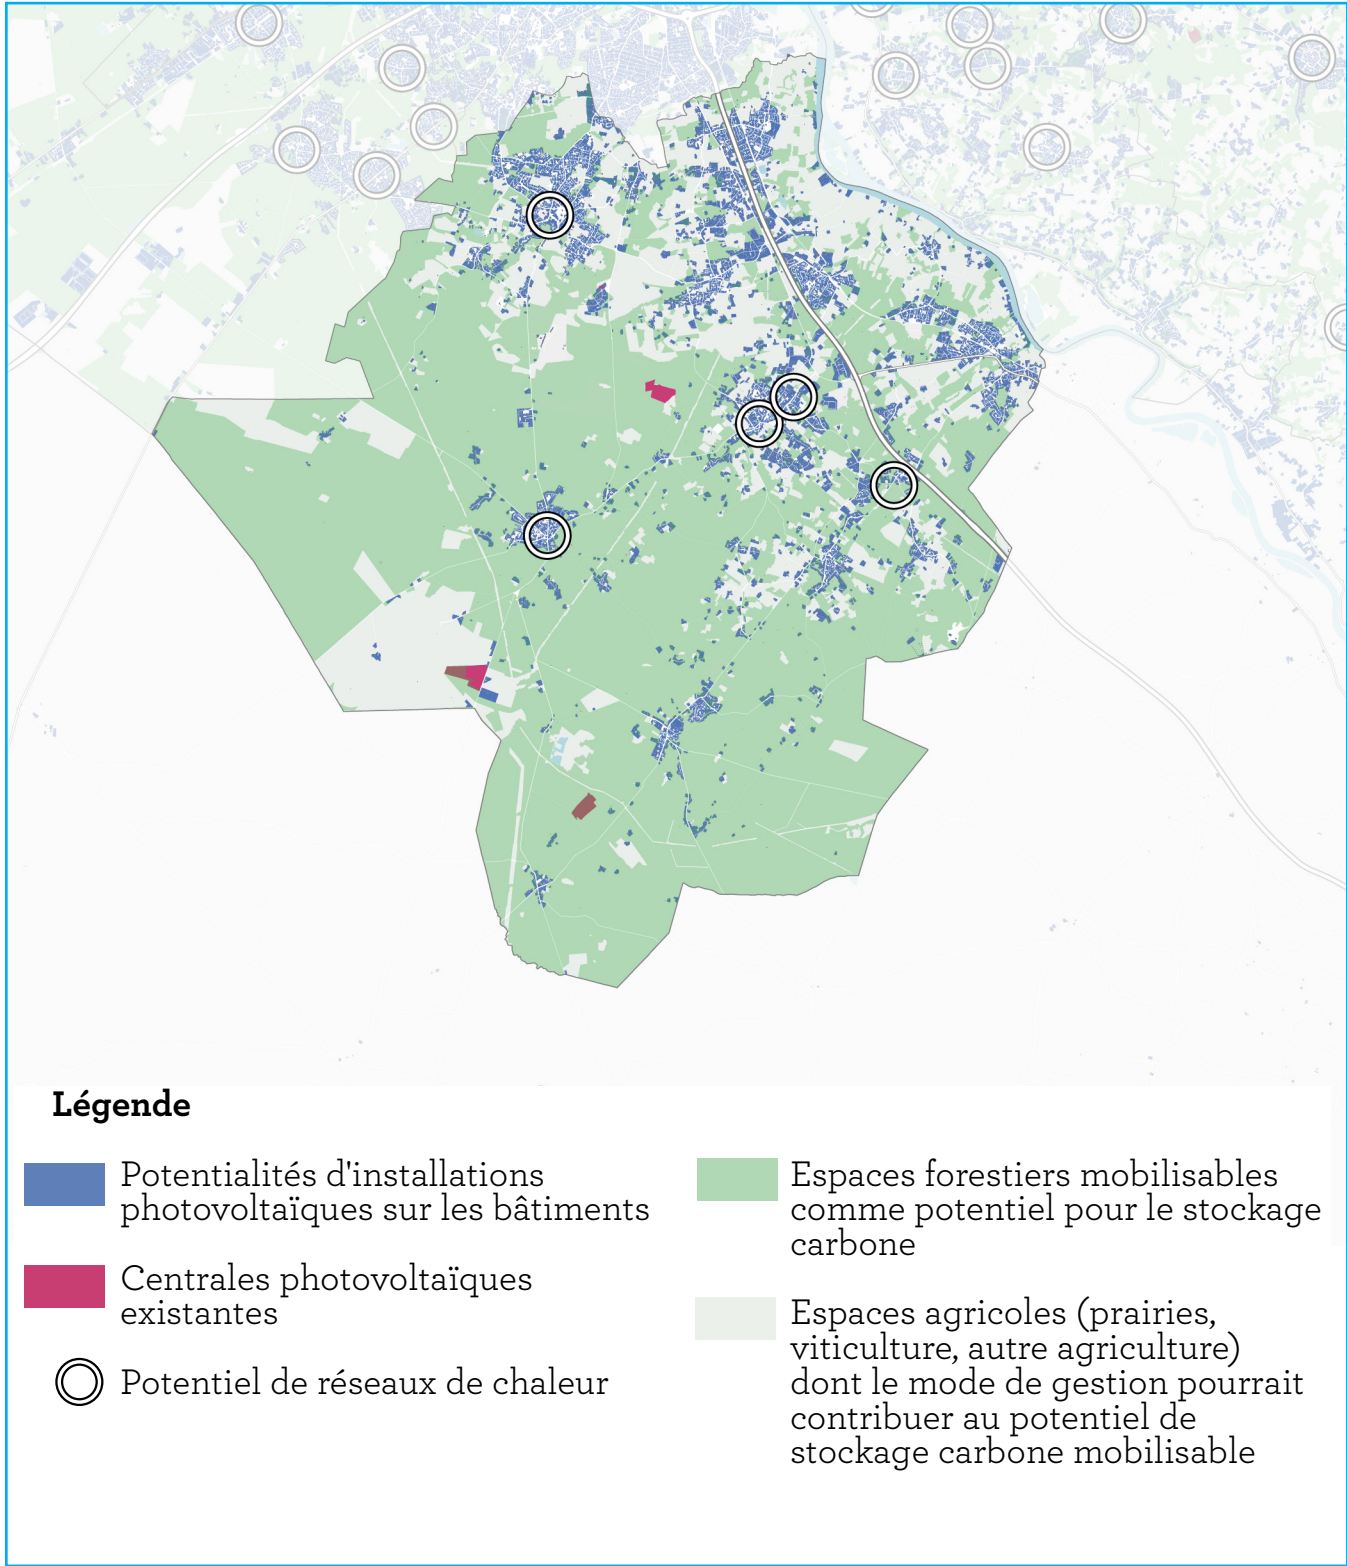 Légende
Potentialités d'installations
photovoltaïques sur les bâtiments
Centrales photovoltaïques
existantes
Potentiel de réseaux de chaleur
Espaces forestiers mobilisables
comme potentiel pour le stockage
carbone
Espaces agricoles (prairies,
viticulture, autre agriculture)
dont le mode de gestion pourrait
contribuer au potentiel de
stockage carbone mobilisable